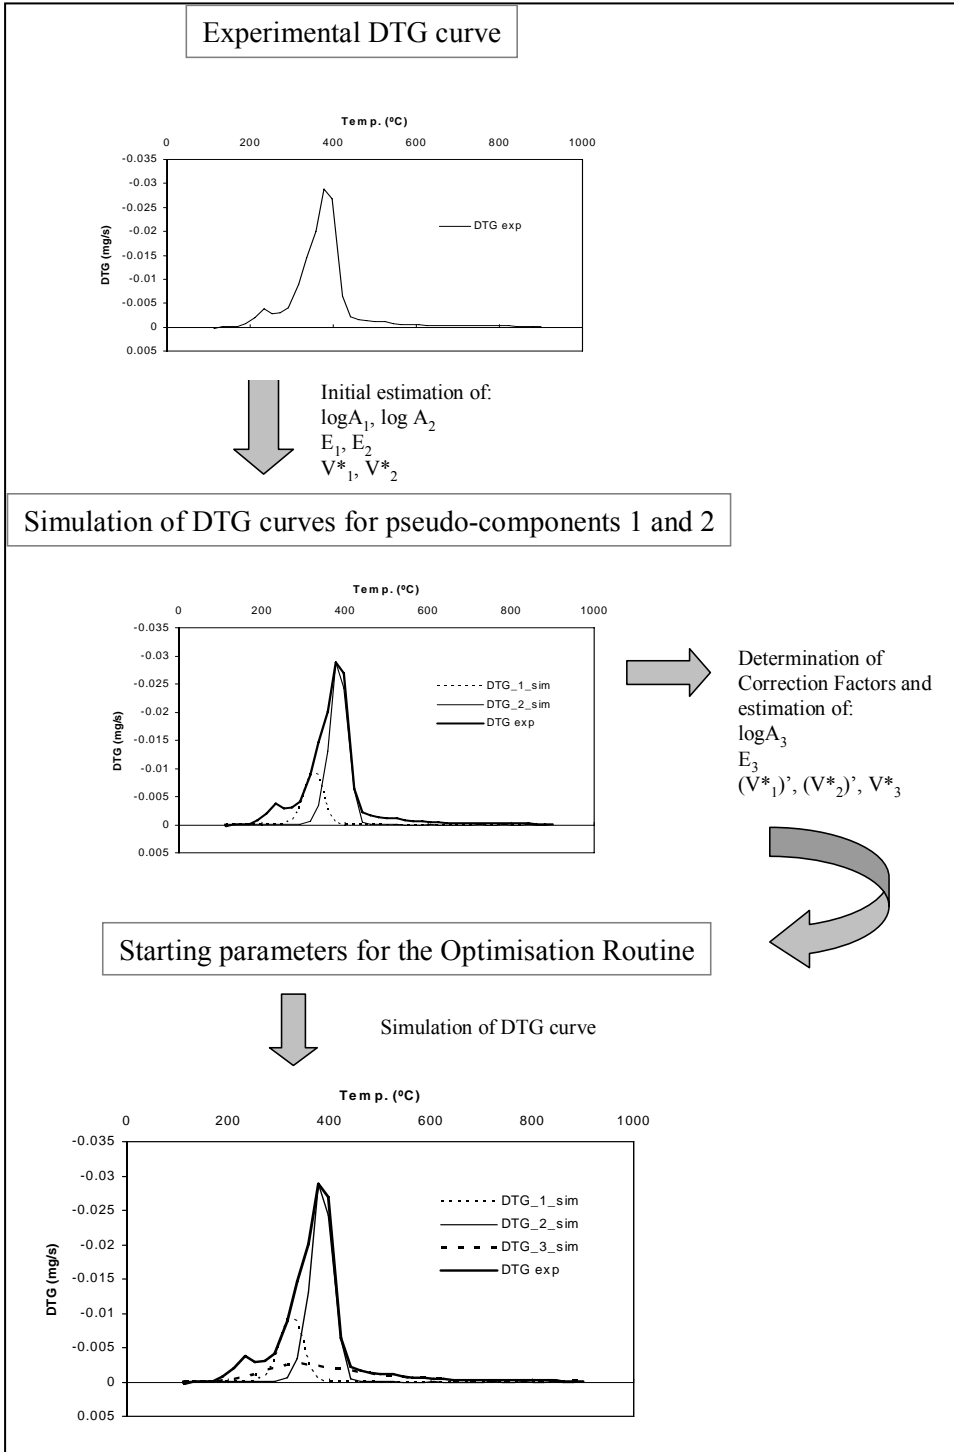 Experimental DTG curve
Temp. (ºC)
0 200 400 600 800 1000
-0.035
-0.03
-0.025
-0.02
-0.015
-0.01
-0.005
0
0.005
DTG (mg/s)
DTG exp
Initial estimation of:
logA1, log A2
E1, E2
V*1, V*2
Simulation of DTG curves for pseudo-components 1 and 2
Temp. (ºC)
0 200 400 600 800 1000
-0.035
-0.03
-0.025
-0.02
-0.015
-0.01
-0.005
0
0.005
DTG (mg/s)
DTG_1_sim
DTG_2_sim
DTG exp
Determination of
Correction Factors and
estimation of:
logA3
E3
(V*1)’, (V*2)’, V*3
Starting parameters for the Optimisation Routine
Simulation of DTG curve
Temp. (ºC)
0 200 400 600 800 1000
-0.035
-0.03
-0.025
-0.02
-0.015
-0.01
-0.005
0
0.005
DTG (mg/s)
DTG_1_sim
DTG_2_sim
DTG_3_sim
DTG exp